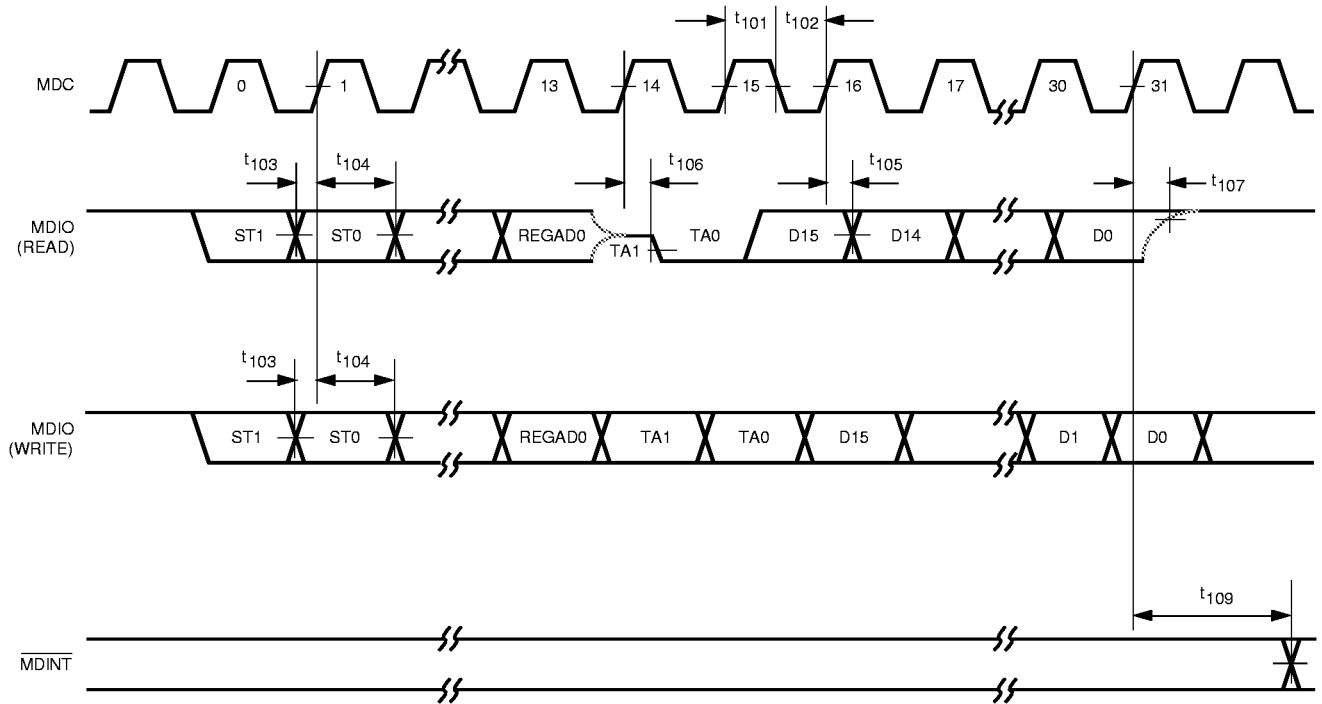 t101 t102
MDC 0 1 13 14 15 16 17 30 31
t103 t104 t106 t105 t107
MDIO
(READ)
ST1 ST0 REGAD0 TA1 TA0 D15 D14 D0
t103 t104
MDIO
(WRITE)
ST1 ST0 REGAD0 TA1 TA0 D15 D1 D0
t109
MDINT